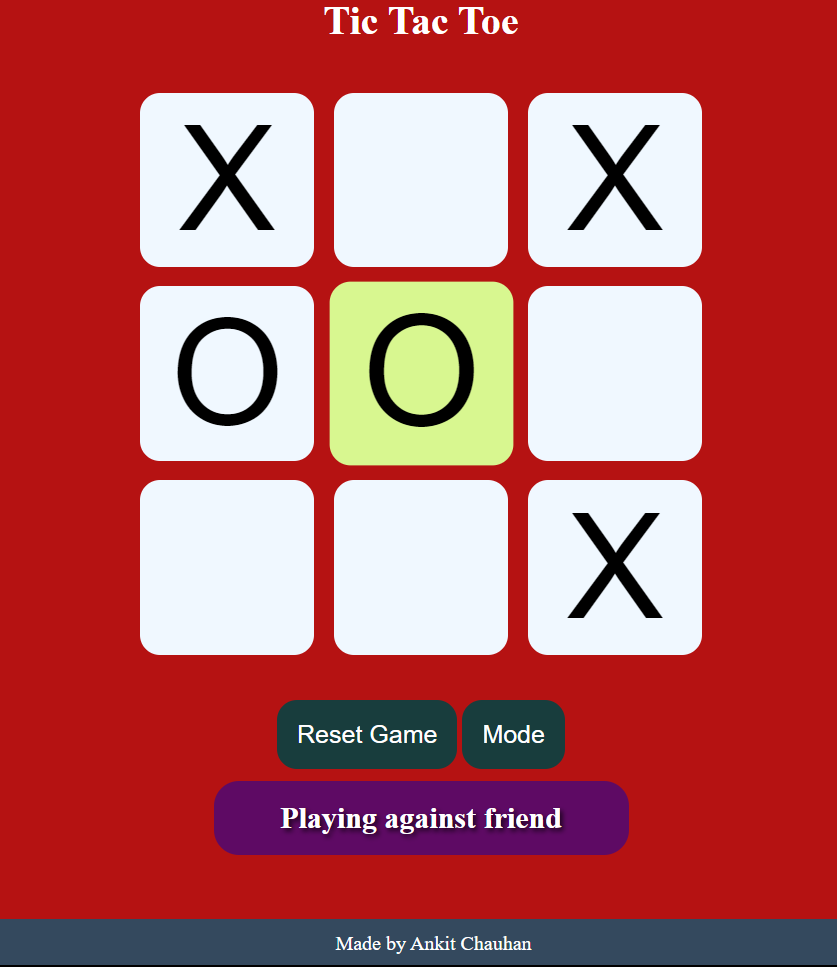 Tic Tac Toe
X X
O O
X
Reset Game Mode
Playing against friend
Made by Ankit Chauhan